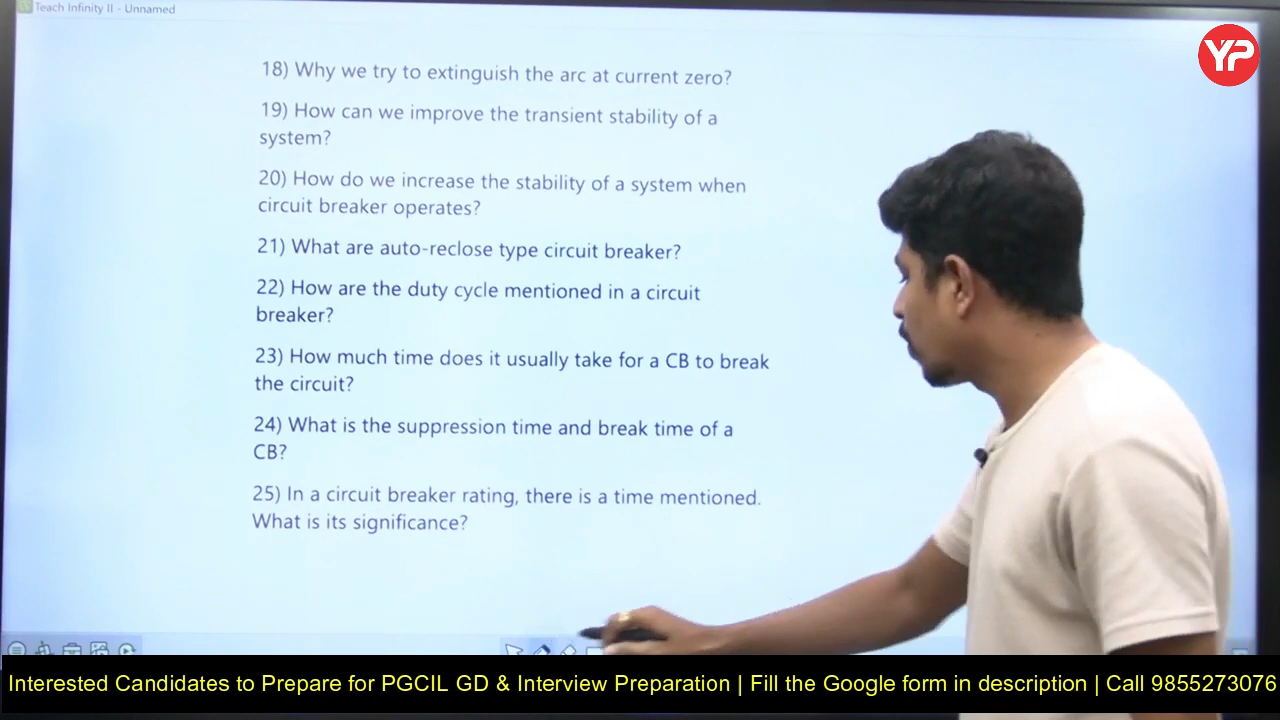 Teach Infinity II - Unnamed
YP
18) Why we try to extinguish the arc at current zero?
19) How can we improve the transient stability of a
system?
20) How do we increase the stability of a system when
circuit breaker operates?
21) What are auto-reclose type circuit breaker?
22) How are the duty cycle mentioned in a circuit
breaker?
23) How much time does it usually take for a CB to break
the circuit?
24) What is the suppression time and break time of a
CB?
25) In a circuit breaker rating, there is a time mentioned.
What is its significance?
Interested Candidates to Prepare for PGCIL GD & Interview Preparation | Fill the Google form in description | Call 9855273076